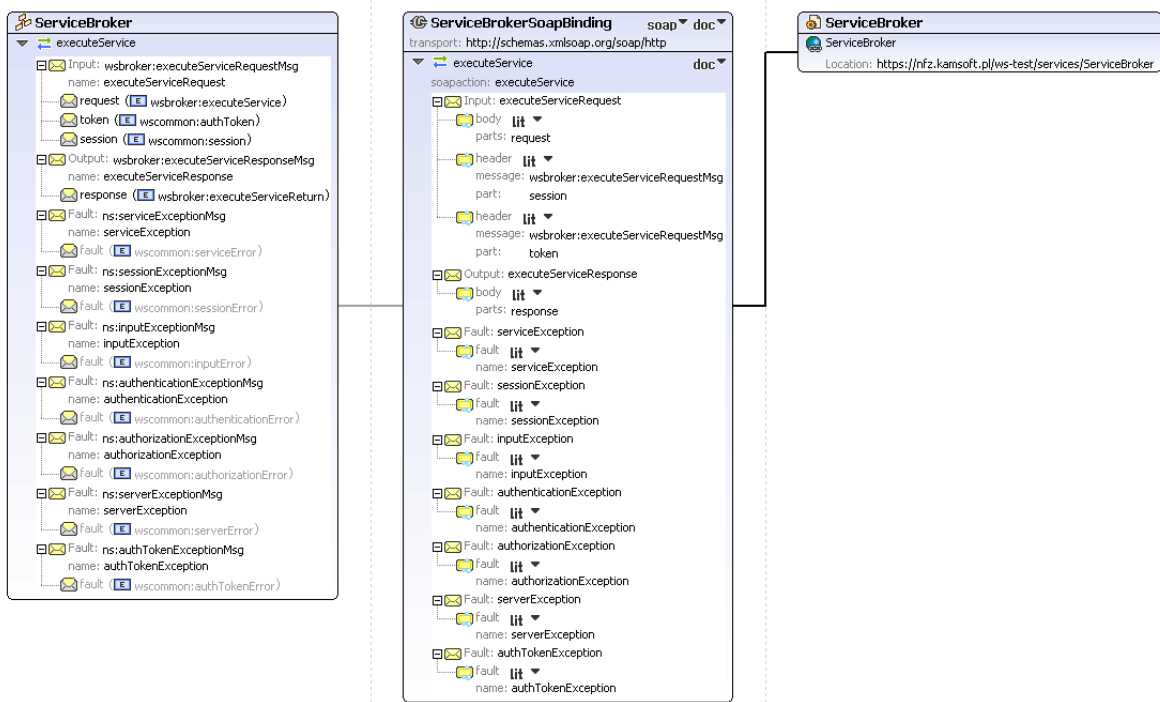 ServiceBroker
executeService
Input: wsbroker:executeServiceRequestMsg
name: executeServiceRequest
request (E wsbroker:executeService)
token (E wscommon:authToken)
session (E wscommon:session)
Output: wsbroker:executeServiceResponseMsg
name: executeServiceResponse
response (E wsbroker:executeServiceReturn)
Fault: ns:serviceExceptionMsg
name: serviceException
fault (E wscommon:serviceError)
Fault: ns:sessionExceptionMsg
name: sessionException
fault (E wscommon:sessionError)
Fault: ns:inputExceptionMsg
name: inputException
fault (E wscommon:inputError)
Fault: ns:authenticationExceptionMsg
name: authenticationException
fault (E wscommon:authenticationError)
Fault: ns:authorizationExceptionMsg
name: authorizationException
fault (E wscommon:authorizationError)
Fault: ns:serverExceptionMsg
name: serverException
fault (E wscommon:serverError)
Fault: ns:authTokenExceptionMsg
name: authTokenException
fault (E wscommon:authTokenError)
ServiceBrokerSoapBinding soap doc
transport: http://schemas.xmlsoap.org/soap/http
executeService doc
soapaction: executeService
Input: executeServiceRequest
body lit
parts: request
header lit
message: wsbroker:executeServiceRequestMsg
part: session
header lit
message: wsbroker:executeServiceRequestMsg
part: token
Output: executeServiceResponse
body lit
parts: response
Fault: serviceException
fault lit
name: serviceException
Fault: sessionException
fault lit
name: sessionException
Fault: inputException
fault lit
name: inputException
Fault: authenticationException
fault lit
name: authenticationException
Fault: authorizationException
fault lit
name: authorizationException
Fault: serverException
fault lit
name: serverException
Fault: authTokenException
fault lit
name: authTokenException
ServiceBroker
ServiceBroker
Location: https://nfz.kamsoft.pl/ws-test/services/ServiceBroker